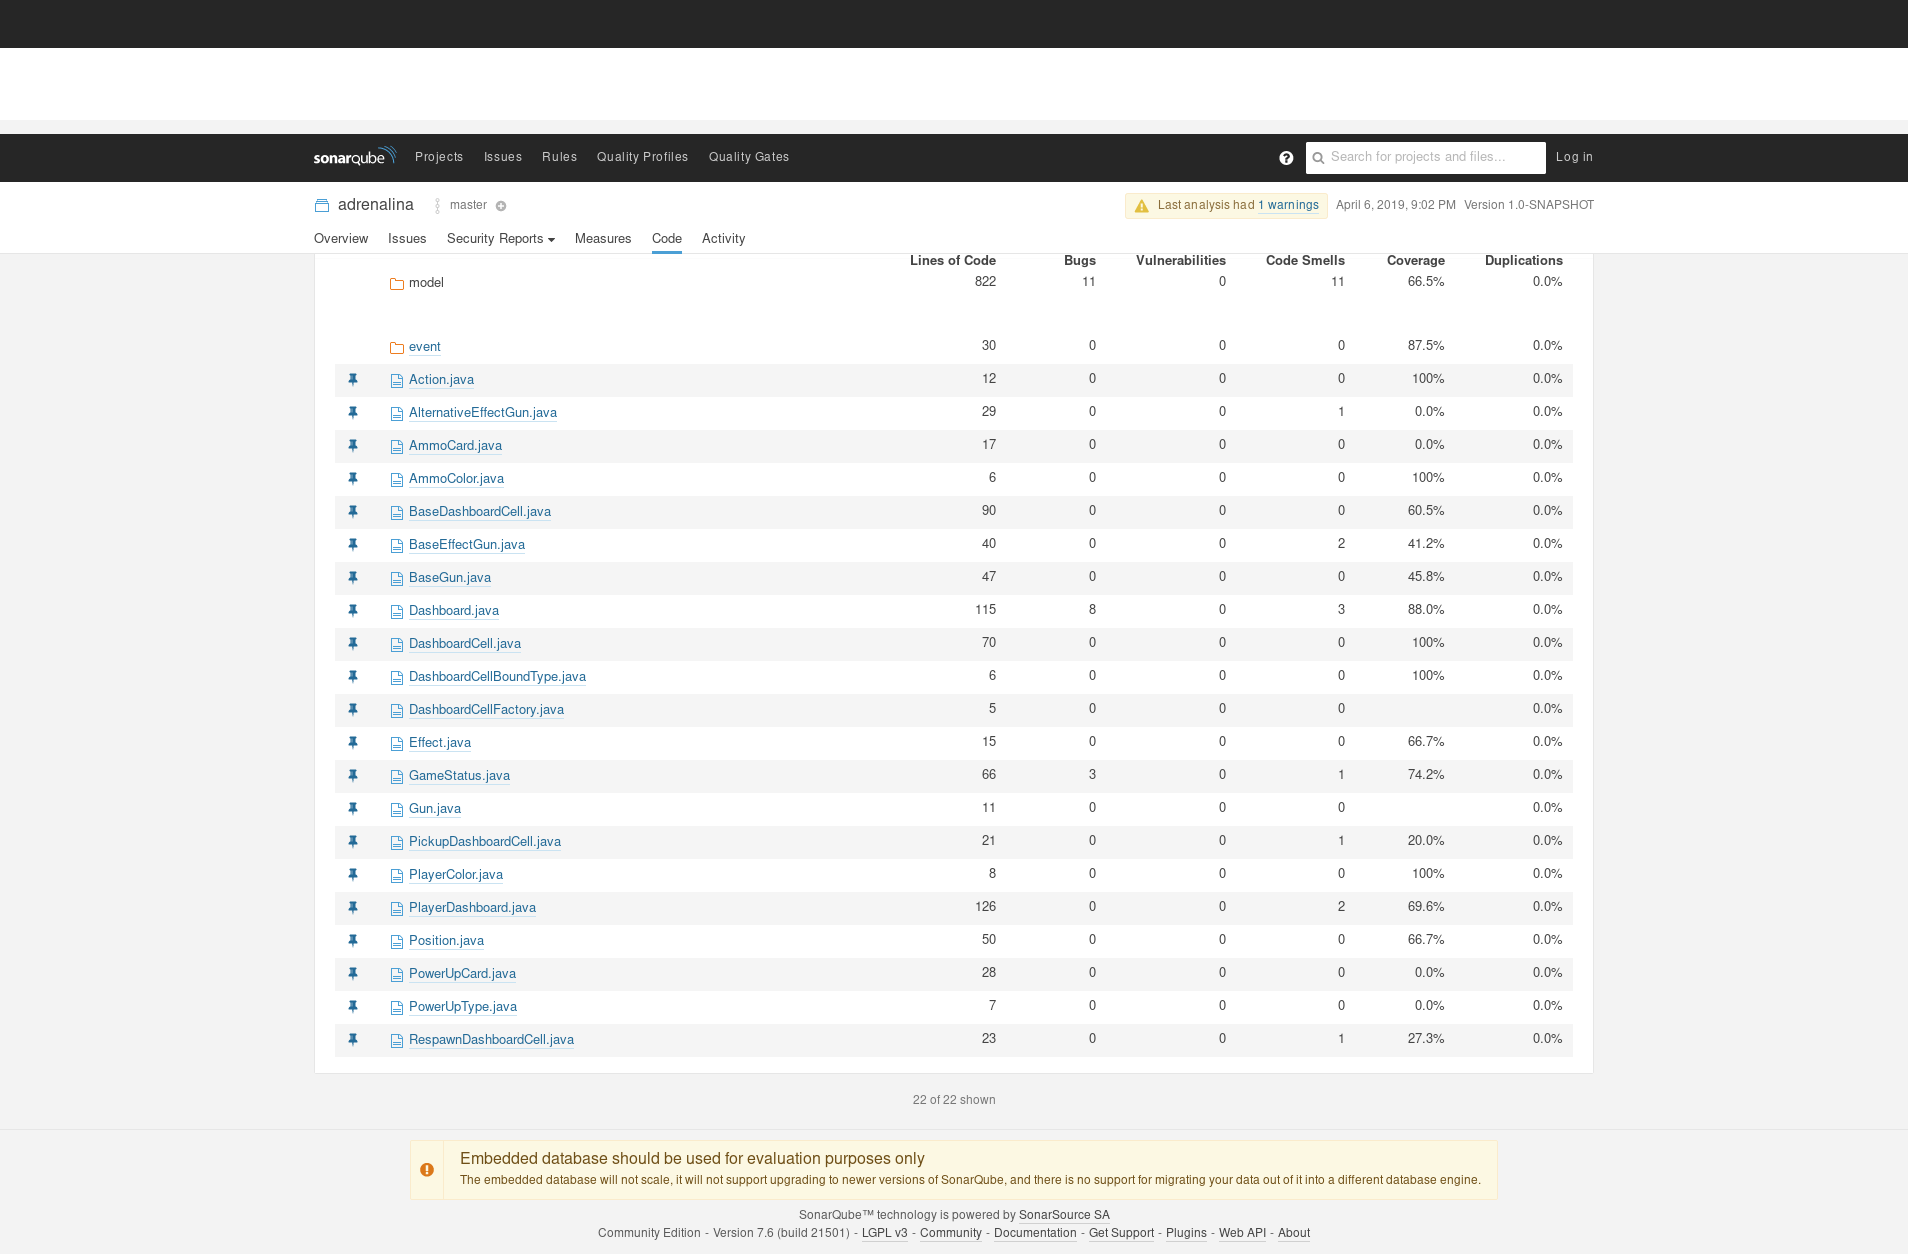 sonarqube Projects Issues Rules Quality Profiles Quality Gates Search for projects and files... Log in
adrenalina master Last analysis had 1 warnings April 6, 2019, 9:02 PM Version 1.0-SNAPSHOT
Overview Issues Security Reports Measures Code Activity
Lines of Code Bugs Vulnerabilities Code Smells Coverage Duplications
model 822 11 0 11 66.5% 0.0%
event 30 0 0 0 87.5% 0.0%
Action.java 12 0 0 0 100% 0.0%
AlternativeEffectGun.java 29 0 0 1 0.0% 0.0%
AmmoCard.java 17 0 0 0 0.0% 0.0%
AmmoColor.java 6 0 0 0 100% 0.0%
BaseDashboardCell.java 90 0 0 0 60.5% 0.0%
BaseEffectGun.java 40 0 0 2 41.2% 0.0%
BaseGun.java 47 0 0 0 45.8% 0.0%
Dashboard.java 115 8 0 3 88.0% 0.0%
DashboardCell.java 70 0 0 0 100% 0.0%
DashboardCellBoundType.java 6 0 0 0 100% 0.0%
DashboardCellFactory.java 5 0 0 0 0.0%
Effect.java 15 0 0 0 66.7% 0.0%
GameStatus.java 66 3 0 1 74.2% 0.0%
Gun.java 11 0 0 0 0.0%
PickupDashboardCell.java 21 0 0 1 20.0% 0.0%
PlayerColor.java 8 0 0 0 100% 0.0%
PlayerDashboard.java 126 0 0 2 69.6% 0.0%
Position.java 50 0 0 0 66.7% 0.0%
PowerUpCard.java 28 0 0 0 0.0% 0.0%
PowerUpType.java 7 0 0 0 0.0% 0.0%
RespawnDashboardCell.java 23 0 0 1 27.3% 0.0%
22 of 22 shown
Embedded database should be used for evaluation purposes only
The embedded database will not scale, it will not support upgrading to newer versions of SonarQube, and there is no support for migrating your data out of it into a different database engine.
SonarQube™ technology is powered by SonarSource SA
Community Edition - Version 7.6 (build 21501) - LGPL v3 - Community - Documentation - Get Support - Plugins - Web API - About